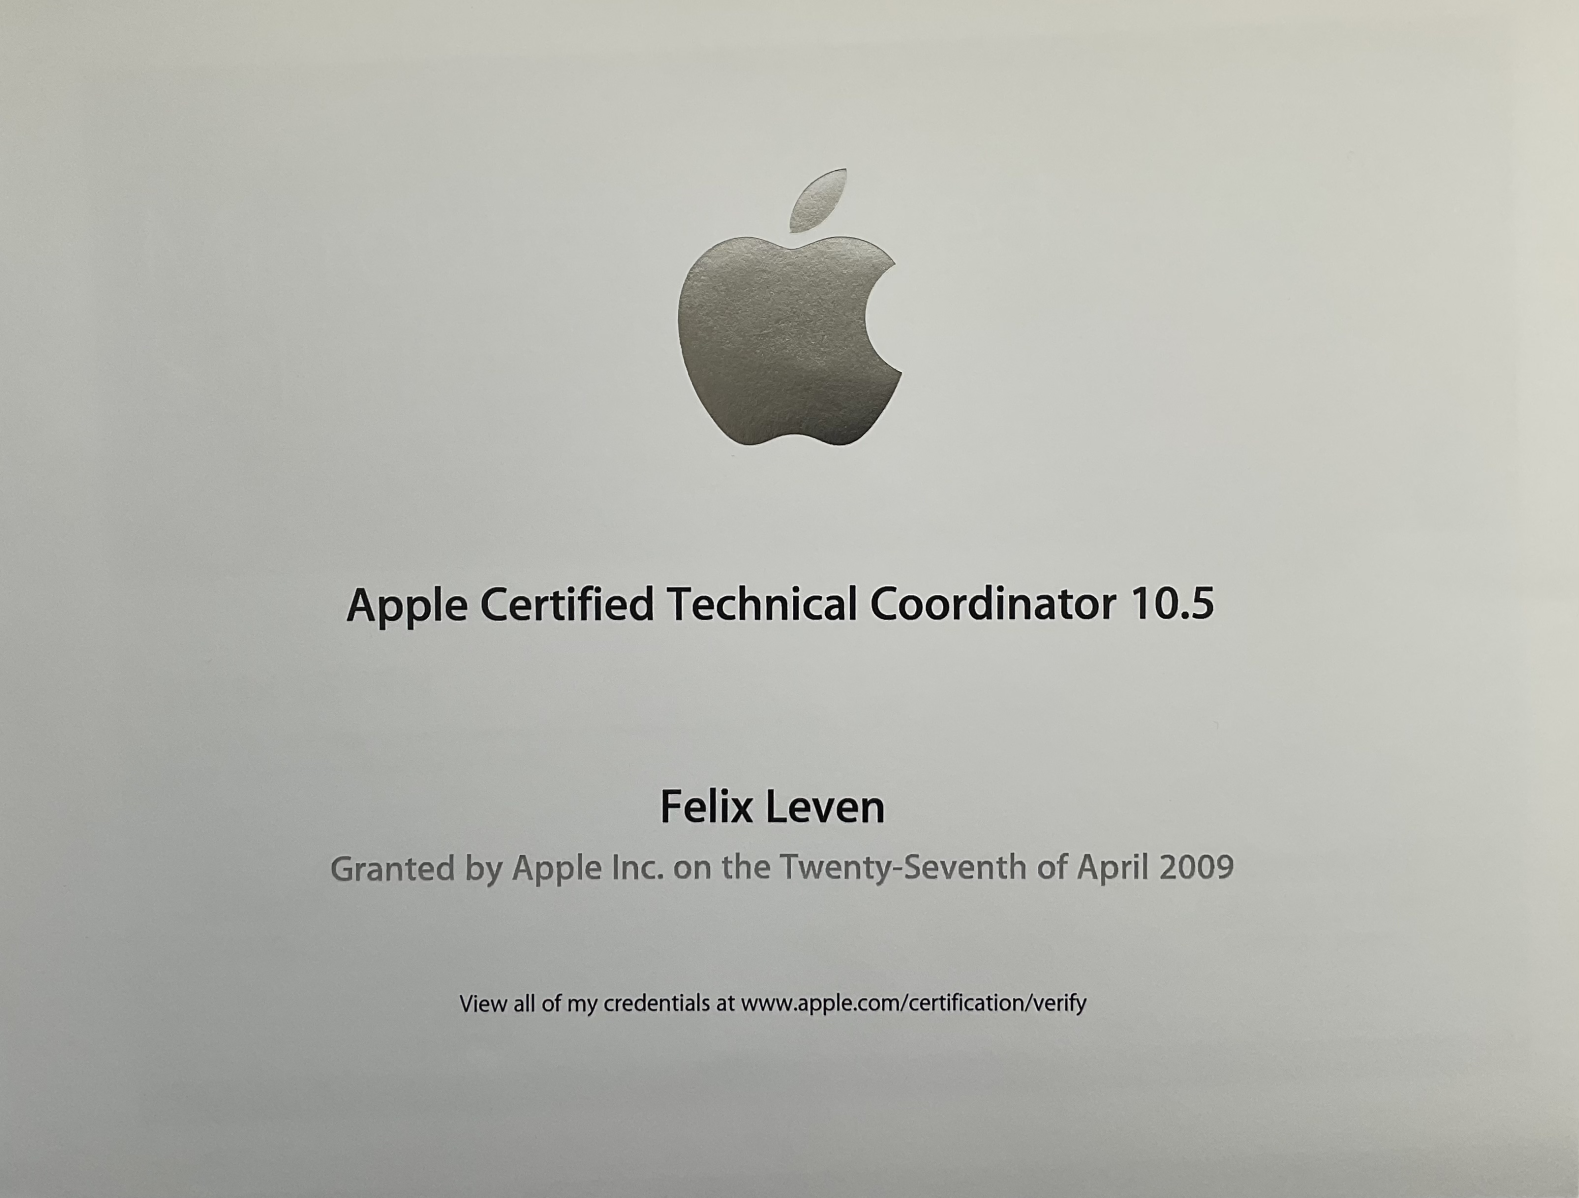 Apple Certified Technical Coordinator 10.5
Felix Leven
Granted by Apple Inc. on the Twenty-Seventh of April 2009
View all of my credentials at www.apple.com/certification/verify